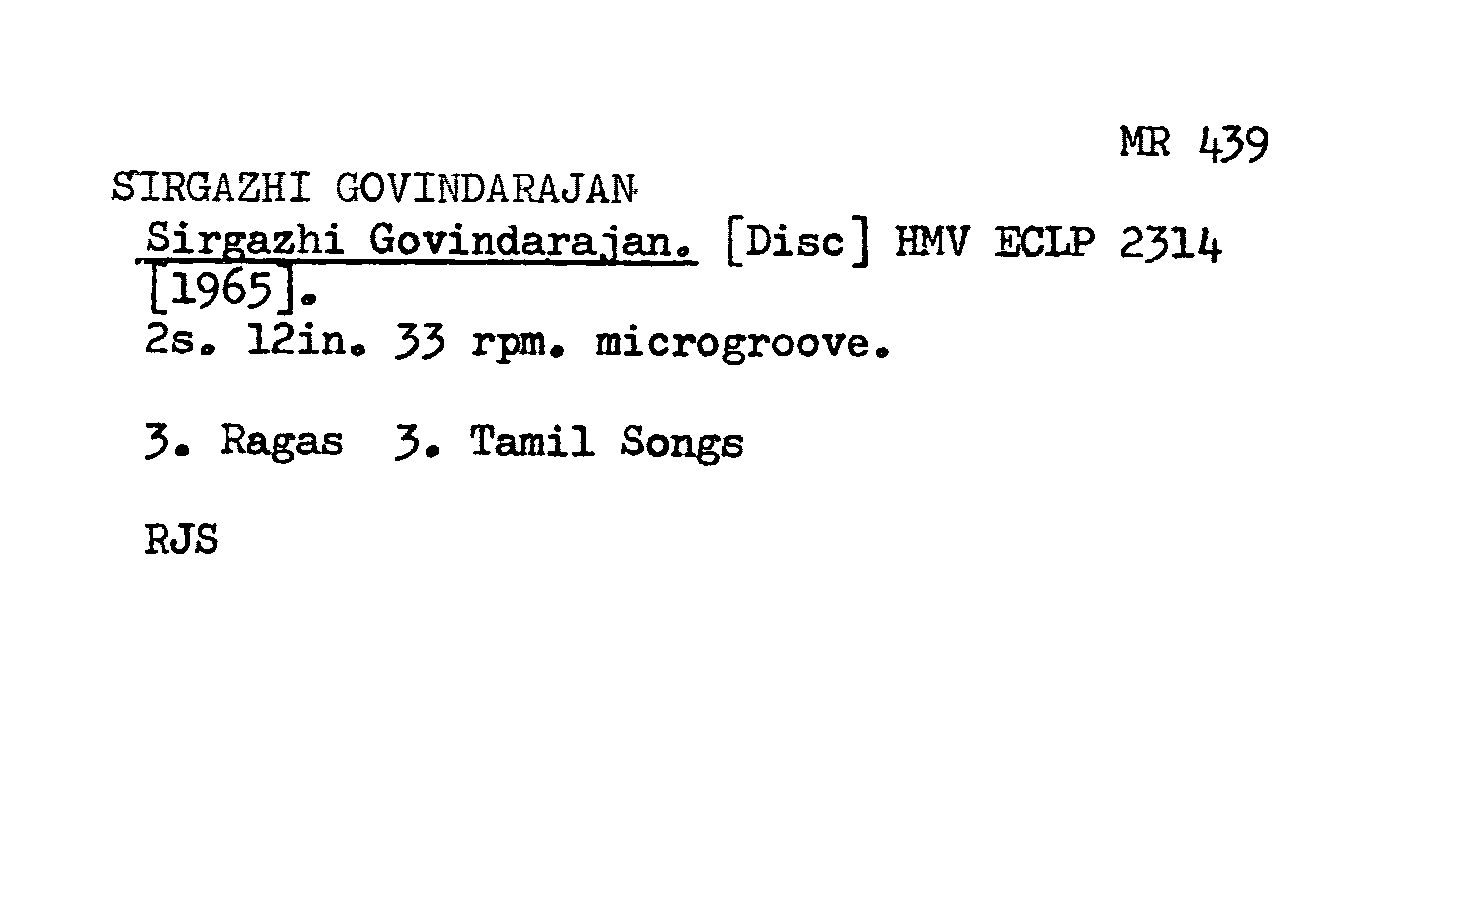 MR 439
SIRGAZHI GOVINDARAJAN
Sirgazhi Govindarajan. [Disc] HMV ECLP 2314
[1965].
2s. 12in. 33 rpm. microgroove.
3. Ragas 3. Tamil Songs
RJS